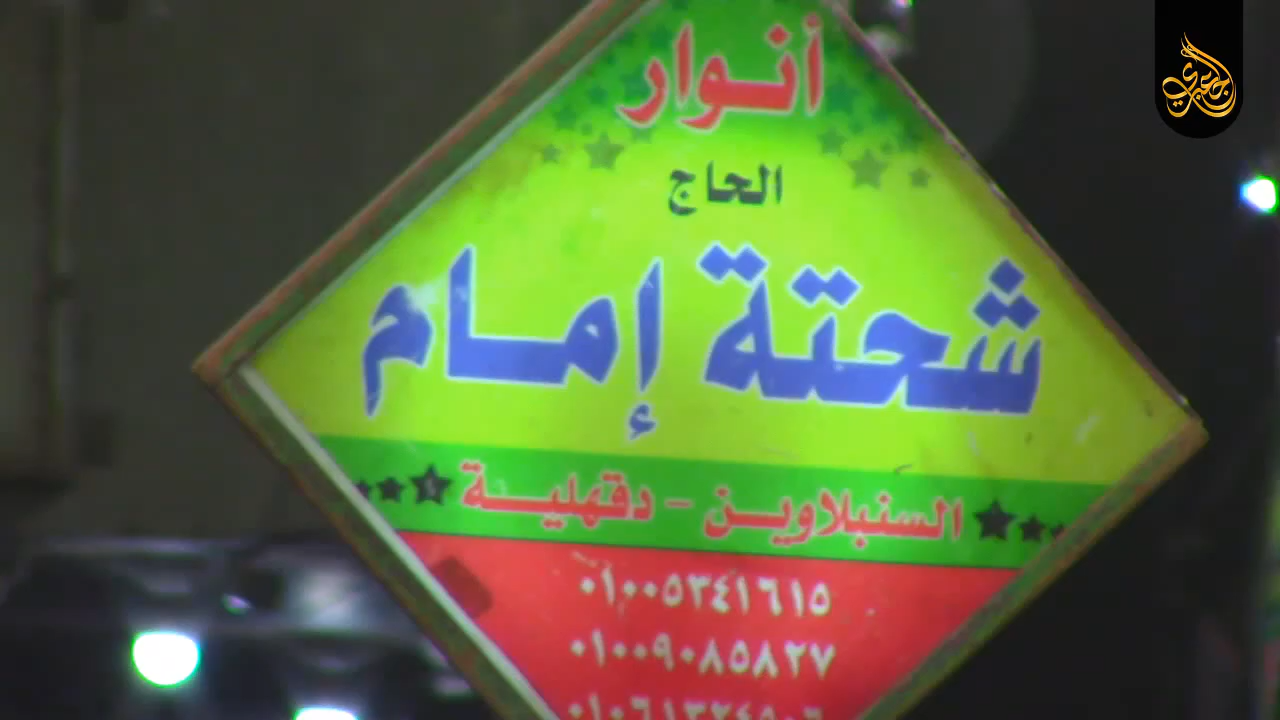 أنوار
الحاج
شحتة إمام
السنبلاوين - دقهلية
٠١٠٠٥٣٤١٦١٥
٠١٠٠٩٠٨٥٨٢٧